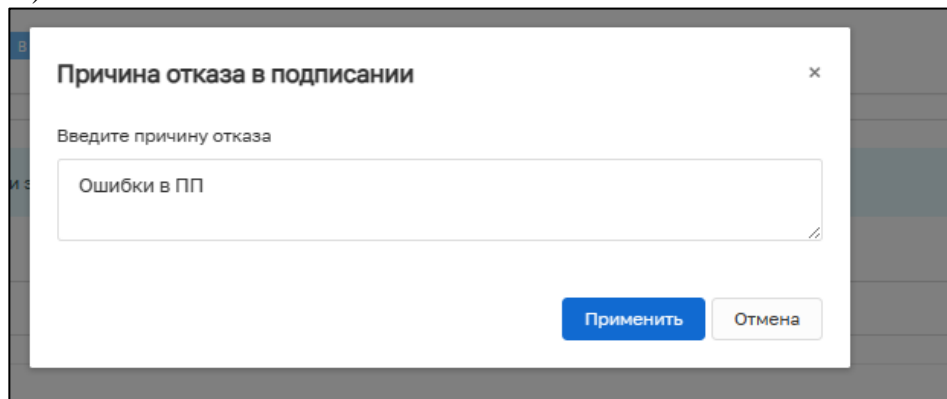 В
Причина отказа в подписании
×
Введите причину отказа
и з
Ошибки в ПП
Применить
Отмена